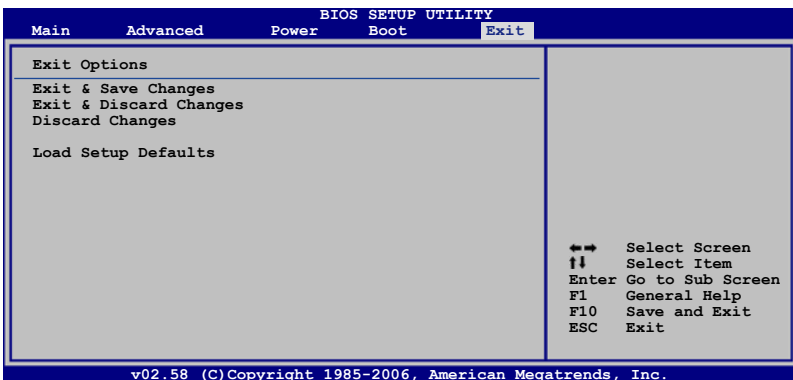 BIOS SETUP UTILITY
Main Advanced Power Boot Exit
Exit Options
Exit & Save Changes
Exit & Discard Changes
Discard Changes
Load Setup Defaults
←→ Select Screen
↑↓ Select Item
Enter Go to Sub Screen
F1 General Help
F10 Save and Exit
ESC Exit
v02.58 (C)Copyright 1985-2006, American Megatrends, Inc.